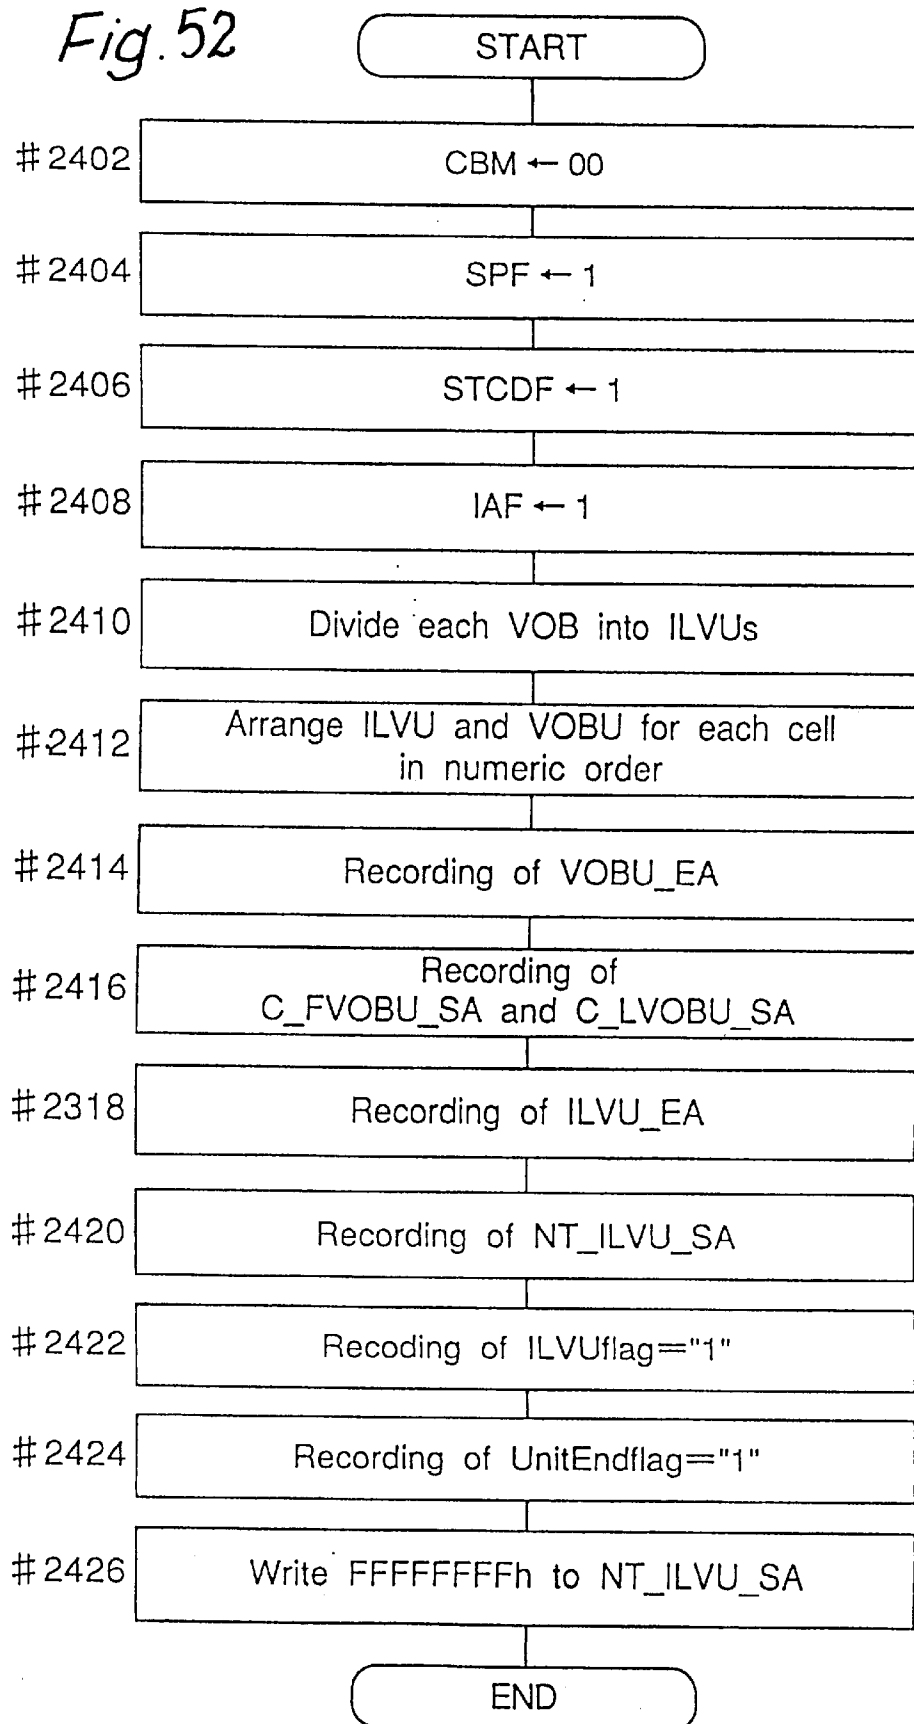 Fig. 52
START
#2402
CBM ← 00
#2404
SPF ← 1
#2406
STCDF ← 1
#2408
IAF ← 1
#2410
Divide each VOB into ILVUs
#2412
Arrange ILVU and VOBU for each cell
in numeric order
#2414
Recording of VOBU_EA
#2416
Recording of
C_FVOBU_SA and C_LVOBU_SA
#2318
Recording of ILVU_EA
#2420
Recording of NT_ILVU_SA
#2422
Recoding of ILVUflag="1"
#2424
Recording of UnitEndflag="1"
#2426
Write FFFFFFFFh to NT_ILVU_SA
END